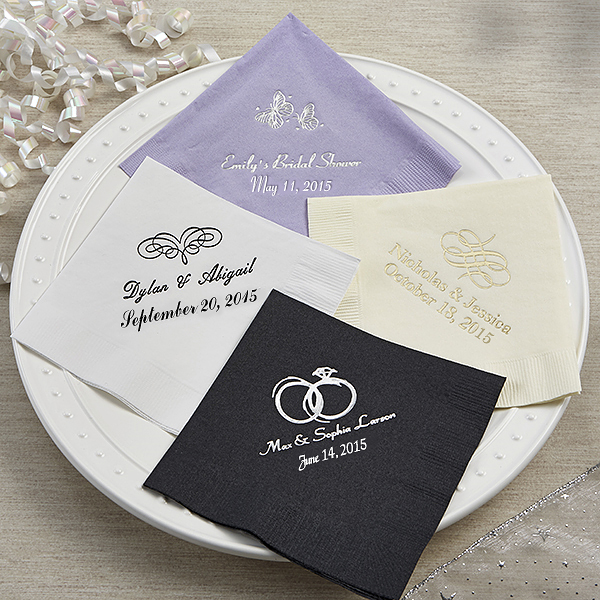 Emily's Bridal Shower
May 11, 2015
Dylan & Abigail
September 20, 2015
Nicholas & Jessica
October 18, 2015
Max & Sophia Larson
June 14, 2015